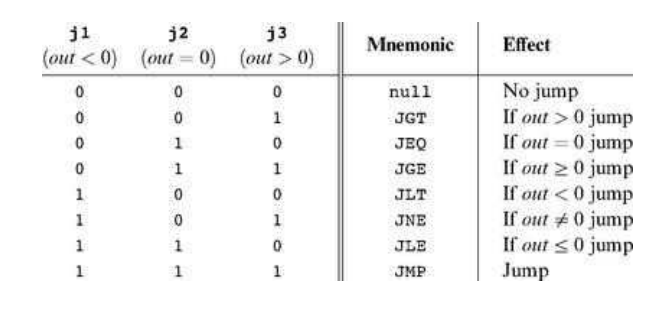 j1 j2 j3 Mnemonic Effect
(out < 0) (out = 0) (out > 0)
0 0 0 null No jump
0 0 1 JGT If out > 0 jump
0 1 0 JEQ If out = 0 jump
0 1 1 JGE If out ≥ 0 jump
1 0 0 JLT If out < 0 jump
1 0 1 JNE If out ≠ 0 jump
1 1 0 JLE If out ≤ 0 jump
1 1 1 JMP Jump